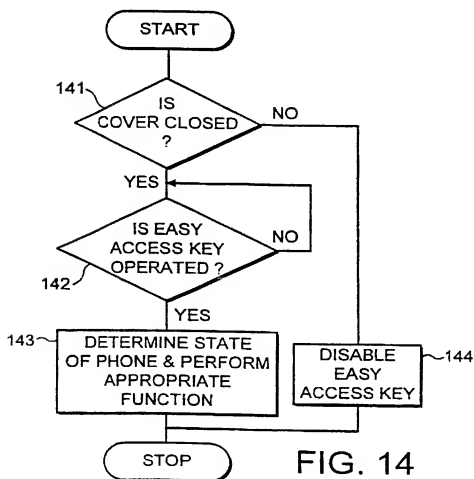 START
141
IS
COVER CLOSED
?
NO
YES
IS EASY
ACCESS KEY
OPERATED ?
NO
142
YES
143
DETERMINE STATE
OF PHONE & PERFORM
APPROPRIATE
FUNCTION
DISABLE
EASY
ACCESS KEY
144
STOP
FIG. 14